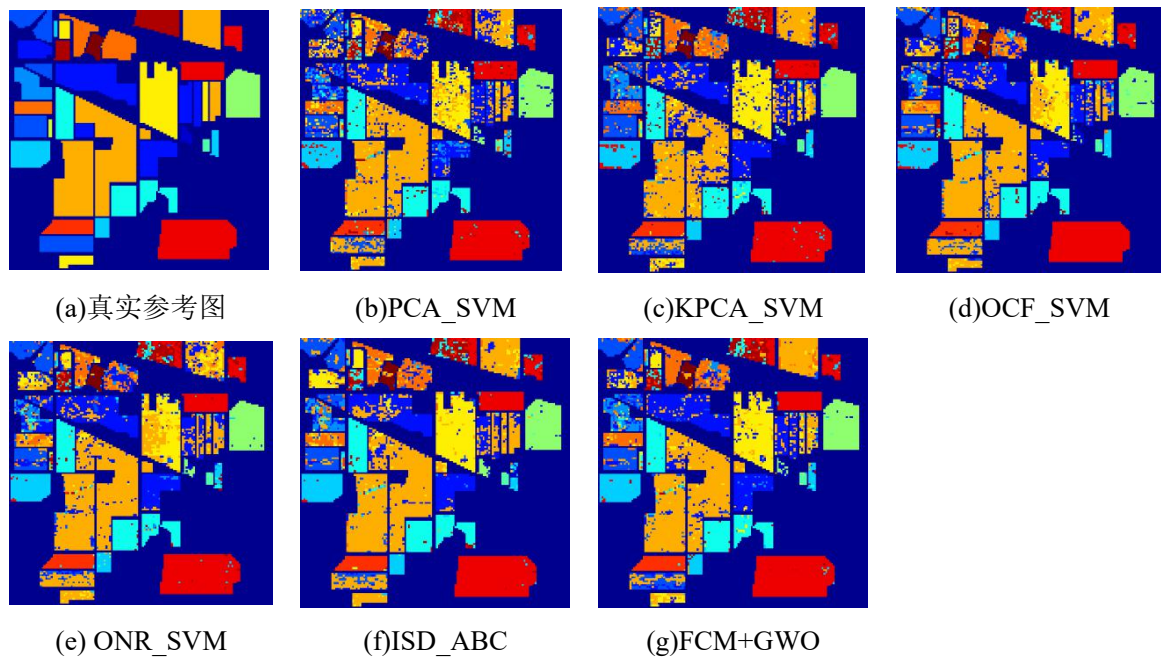 (a)真实参考图
(b)PCA_SVM
(c)KPCA_SVM
(d)OCF_SVM
(e) ONR_SVM
(f)ISD_ABC
(g)FCM+GWO